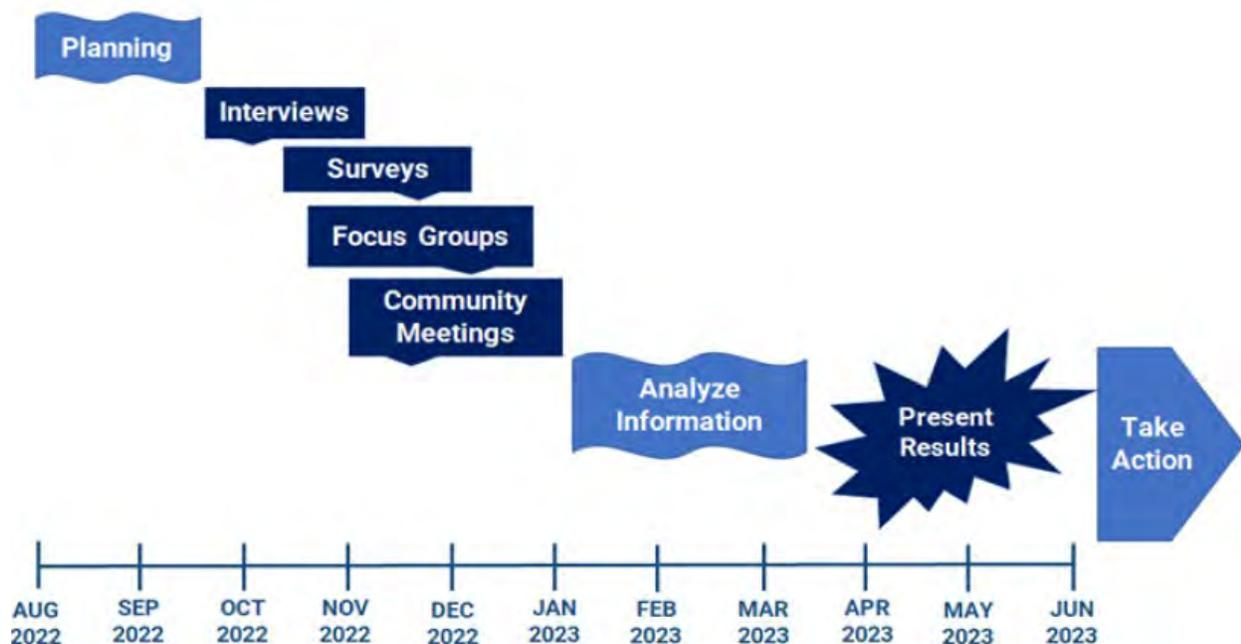 Planning
Interviews
Surveys
Focus Groups
Community
Meetings
Analyze
Information
Present
Results
Take
Action
AUG SEP OCT NOV DEC JAN FEB MAR APR MAY JUN
2022 2022 2022 2022 2022 2023 2023 2023 2023 2023 2023